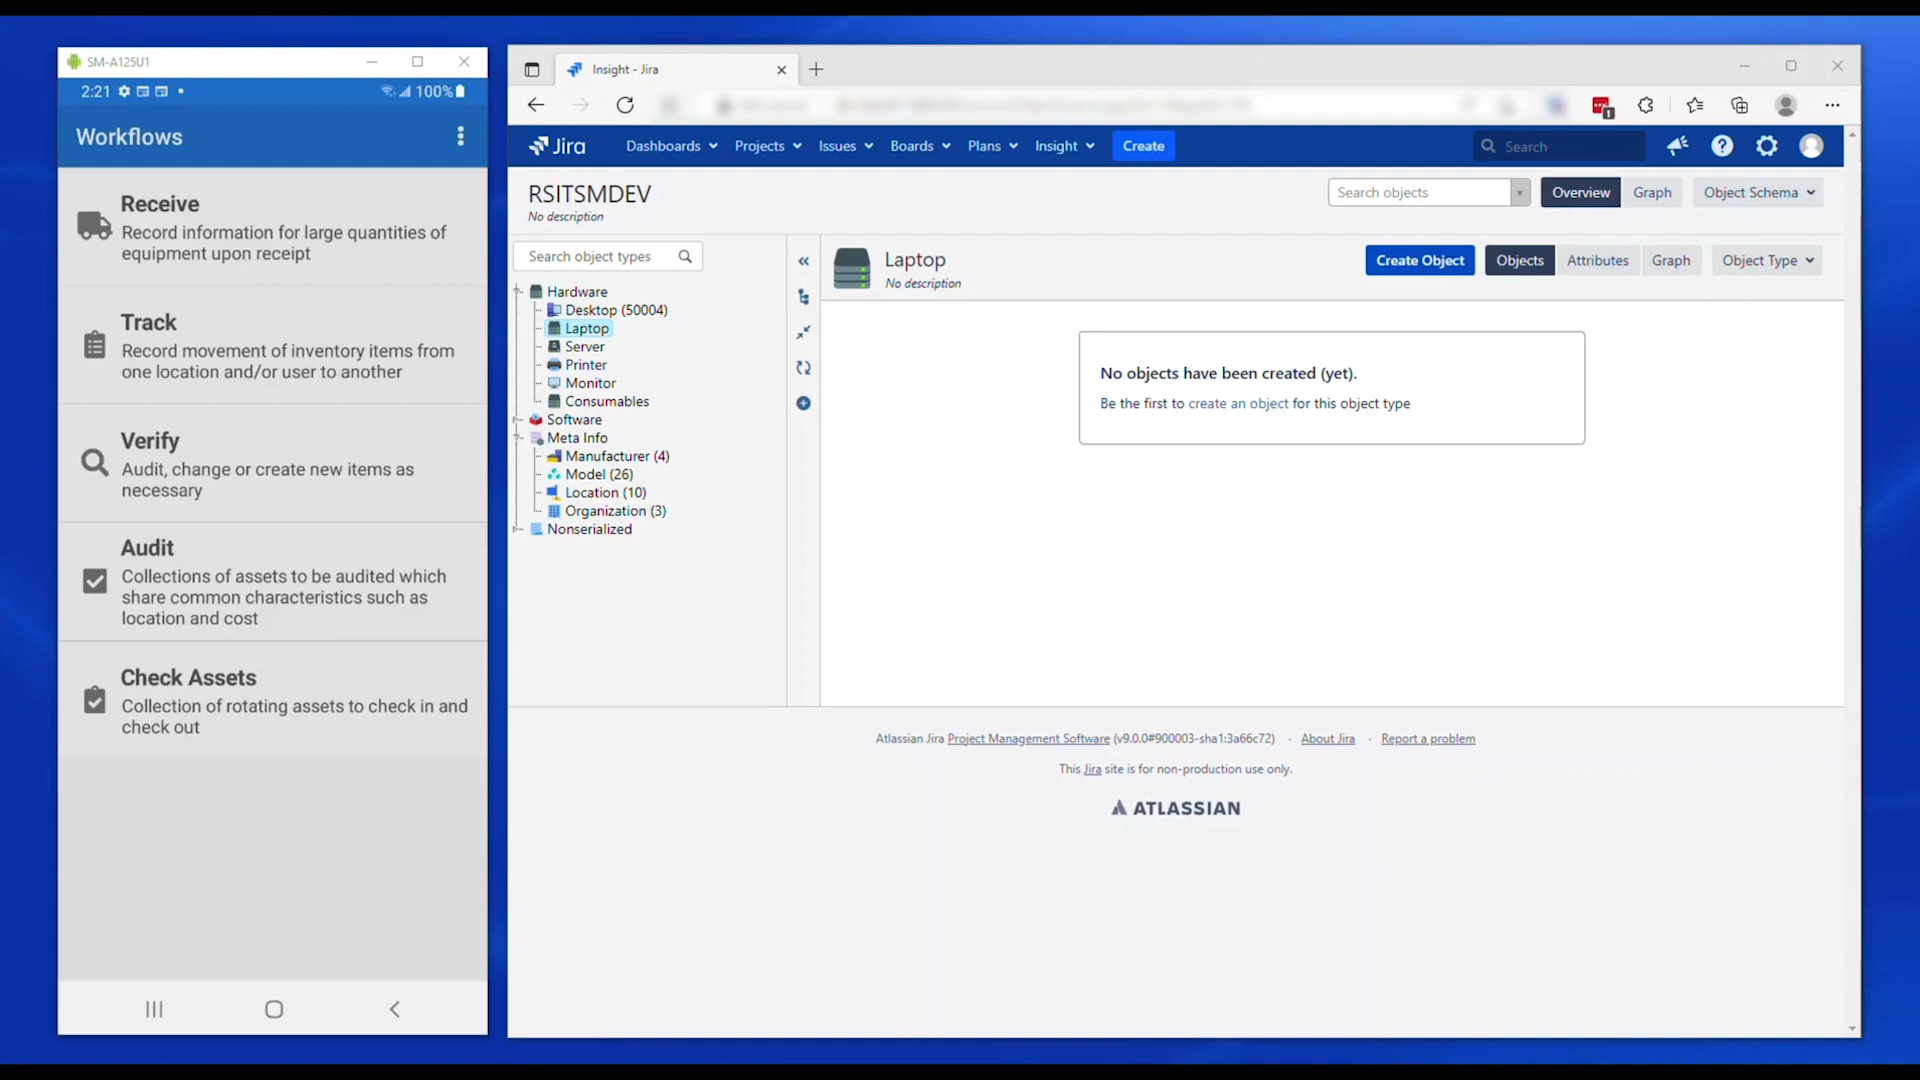 SM-A125U1
2:21
100%
Workflows
Receive
Record information for large quantities of
equipment upon receipt
Track
Record movement of inventory items from
one location and/or user to another
Verify
Audit, change or create new items as
necessary
Audit
Collections of assets to be audited which
share common characteristics such as
location and cost
Check Assets
Collection of rotating assets to check in and
check out
Insight - Jira
1
Jira
Dashboards
Projects
Issues
Boards
Plans
Insight
Create
Search
RSITSMDEV
No description
Search objects
Overview
Graph
Object Schema
Search object types
Hardware
Desktop (50004)
Laptop
Server
Printer
Monitor
Consumables
Software
Meta Info
Manufacturer (4)
Model (26)
Location (10)
Organization (3)
Nonserialized
Laptop
No description
Create Object
Objects
Attributes
Graph
Object Type
No objects have been created (yet).
Be the first to create an object for this object type
Atlassian Jira Project Management Software (v9.0.0#900003-sha1:3a66c72) · About Jira · Report a problem
This Jira site is for non-production use only.
ATLASSIAN